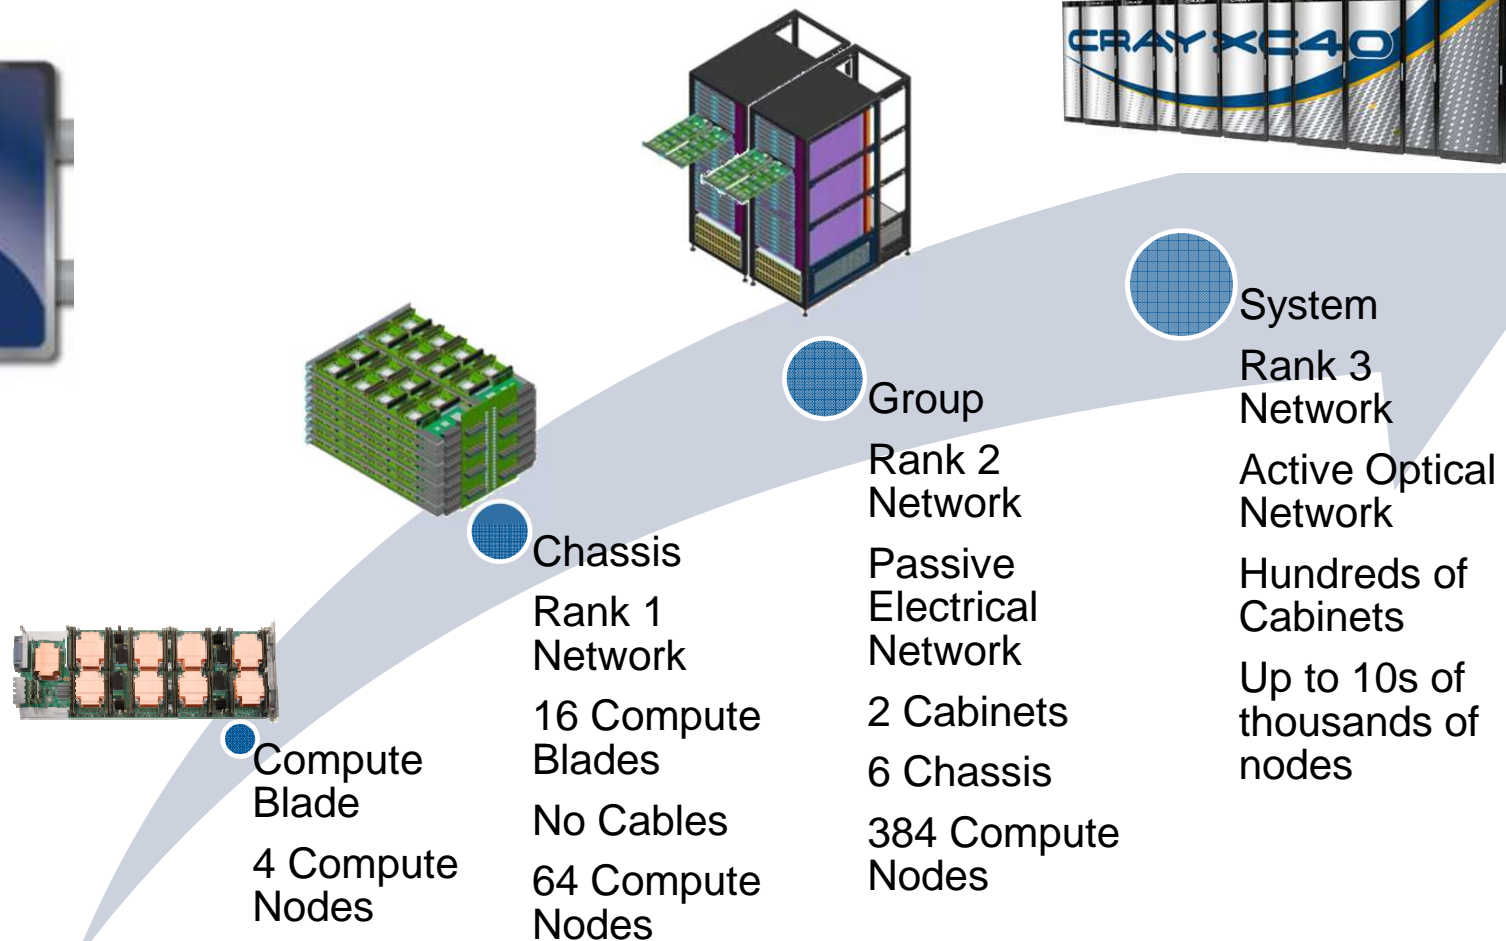 CRAY XC40
Compute
Blade
4 Compute
Nodes
Chassis
Rank 1
Network
16 Compute
Blades
No Cables
64 Compute
Nodes
Group
Rank 2
Network
Passive
Electrical
Network
2 Cabinets
6 Chassis
384 Compute
Nodes
System
Rank 3
Network
Active Optical
Network
Hundreds of
Cabinets
Up to 10s of
thousands of
nodes